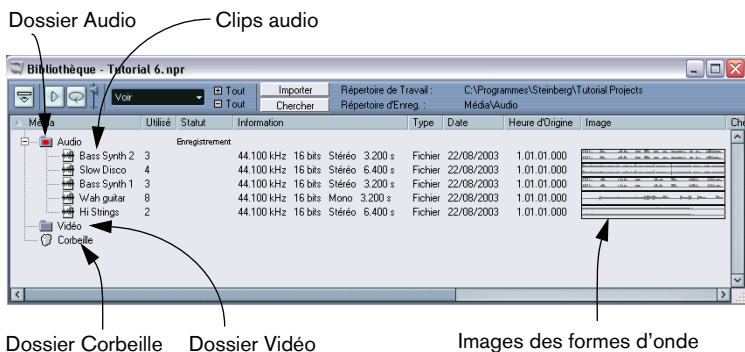 Dossier Audio Clips audio
Bibliothèque - Tutorial 6.npr
Voir
Tout
Tout
Importer
Chercher
Répertoire de Travail :
C:\Programmes\Steinberg\Tutorial Projects
Répertoire d'Enreg. :
Média\Audio
Média Utilisé Statut Information Type Date Heure d'Origine Image Che
Audio Enregistrement
Bass Synth 2 3 44.100 kHz 16 bits Stéréo 3.200 s Fichier 22/08/2003 1.01.01.000
Slow Disco 4 44.100 kHz 16 bits Stéréo 6.400 s Fichier 22/08/2003 1.01.01.000
Bass Synth 1 3 44.100 kHz 16 bits Stéréo 3.200 s Fichier 22/08/2003 1.01.01.000
Wah guitar 8 44.100 kHz 16 bits Mono 3.200 s Fichier 22/08/2003 1.01.01.000
Hi Strings 2 44.100 kHz 16 bits Stéréo 6.400 s Fichier 22/08/2003 1.01.01.000
Vidéo
Corbeille
Dossier Corbeille Dossier Vidéo Images des formes d'onde